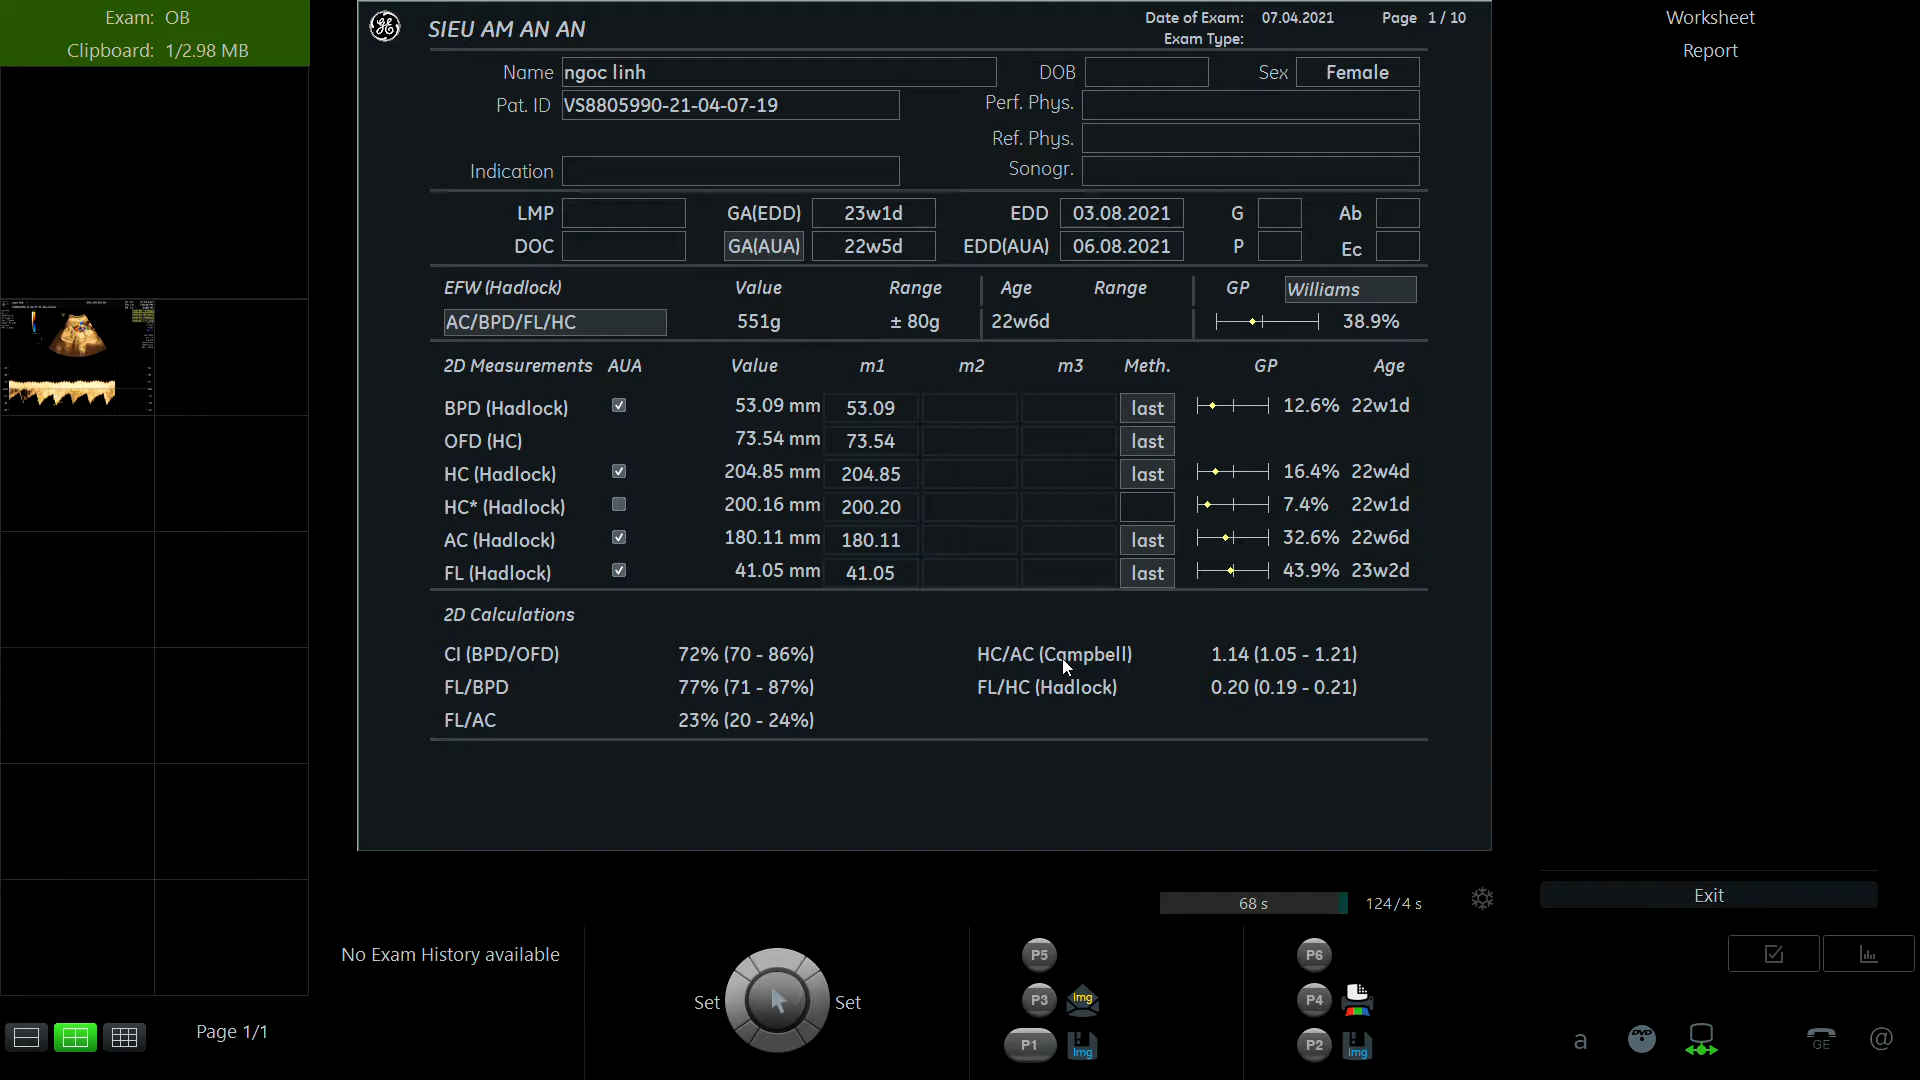 Exam: OB
Clipboard: 1/2.98 MB
SIEU AM AN AN
Date of Exam: 07.04.2021 Page 1 / 10
Exam Type:
Name ngoc linh DOB Sex Female
Pat. ID VS8805990-21-04-07-19 Perf. Phys.
Ref. Phys.
Indication Sonogr.
LMP GA(EDD) 23w1d EDD 03.08.2021 G Ab
DOC GA(AUA) 22w5d EDD(AUA) 06.08.2021 P Ec
EFW (Hadlock) Value Range Age Range GP Williams
AC/BPD/FL/HC 551g ± 80g 22w6d 38.9%
2D Measurements AUA Value m1 m2 m3 Meth. GP Age
BPD (Hadlock) 53.09 mm 53.09 last 12.6% 22w1d
OFD (HC) 73.54 mm 73.54 last
HC (Hadlock) 204.85 mm 204.85 last 16.4% 22w4d
HC* (Hadlock) 200.16 mm 200.20 7.4% 22w1d
AC (Hadlock) 180.11 mm 180.11 last 32.6% 22w6d
FL (Hadlock) 41.05 mm 41.05 last 43.9% 23w2d
2D Calculations
CI (BPD/OFD) 72% (70 - 86%) HC/AC (Campbell) 1.14 (1.05 - 1.21)
FL/BPD 77% (71 - 87%) FL/HC (Hadlock) 0.20 (0.19 - 0.21)
FL/AC 23% (20 - 24%)
Worksheet
Report
68 s 124/4 s
Exit
No Exam History available
Set Set
P5
P3 Img
P1 Img
P6
P4
P2 Img
Page 1/1
a DVD GE @